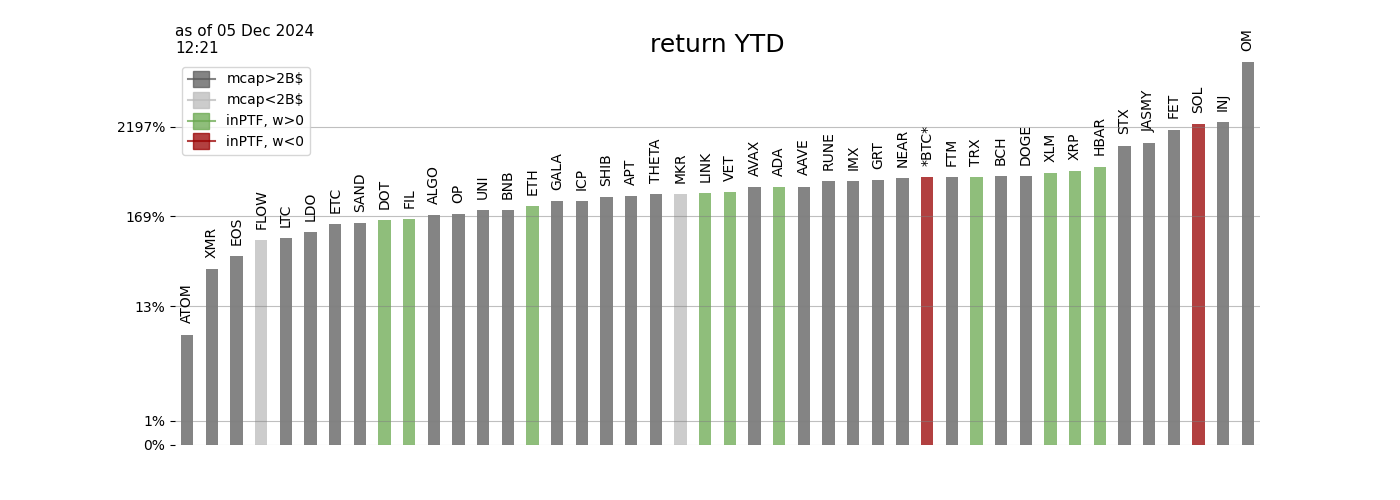 as of 05 Dec 2024
12:21
return YTD
mcap>2B$
mcap<2B$
inPTF, w>0
inPTF, w<0
2197%
169%
13%
1%
0%
ATOM
XMR
EOS
FLOW
LTC
LDO
ETC
SAND
DOT
FIL
ALGO
OP
UNI
BNB
ETH
GALA
ICP
SHIB
APT
THETA
MKR
LINK
VET
AVAX
ADA
AAVE
RUNE
IMX
GRT
NEAR
*BTC*
FTM
TRX
BCH
DOGE
XLM
XRP
HBAR
STX
JASMY
FET
SOL
INJ
OM